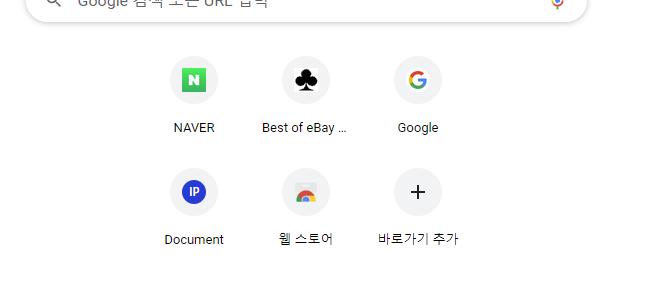 Google 검색 또는 URL 입력
N
NAVER
Best of eBay ...
G
Google
IP
Document
웹 스토어
바로가기 추가